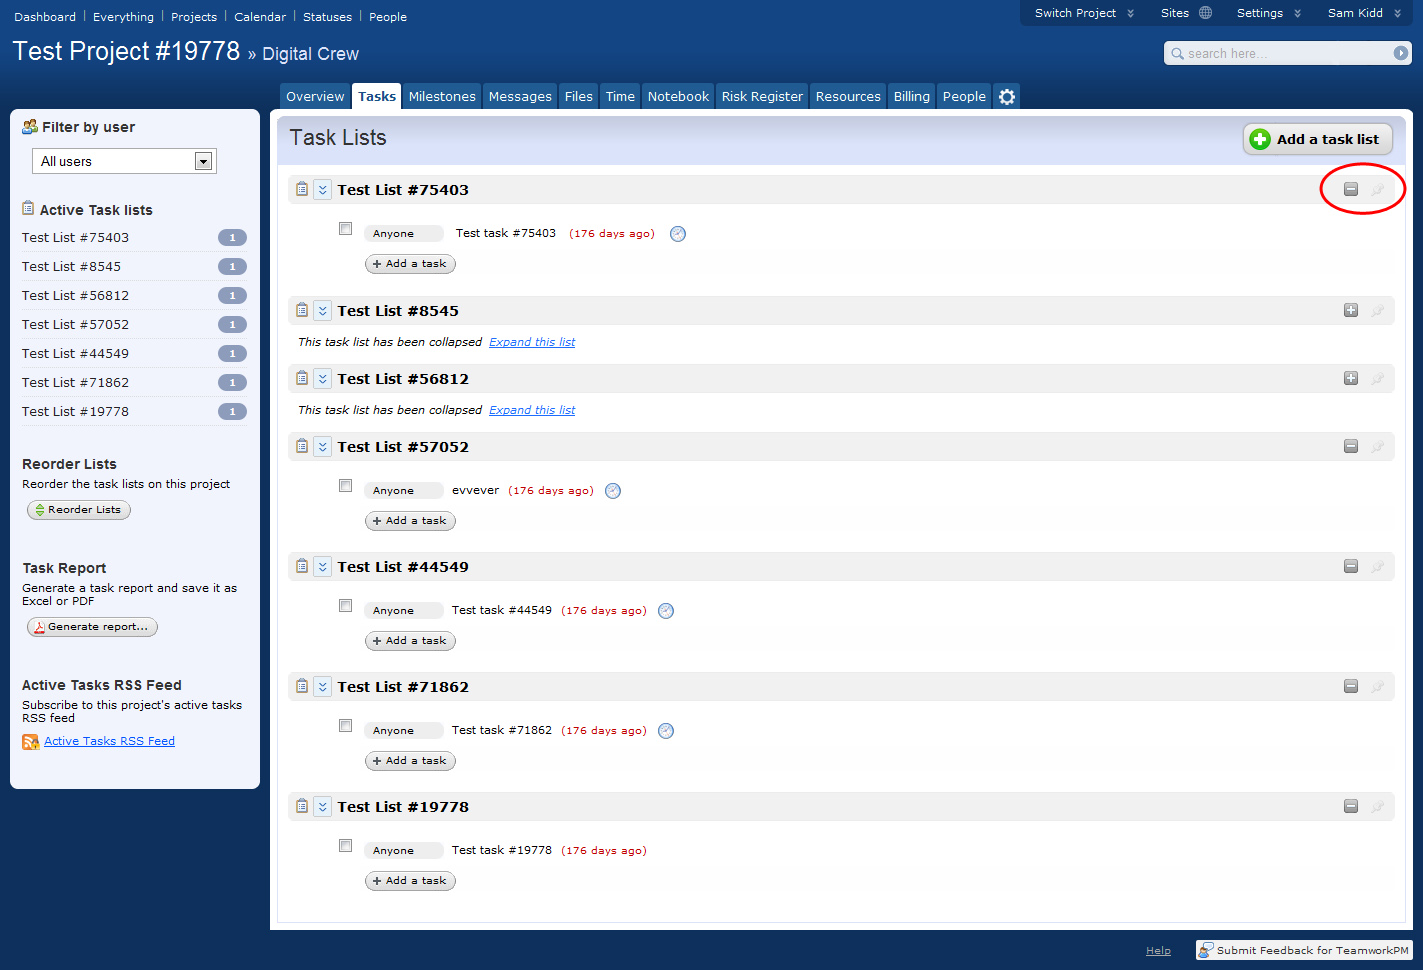 Dashboard Everything Projects Calendar Statuses People
Switch Project Sites Settings Sam Kidd
Test Project #19778 » Digital Crew
search here...
Overview Tasks Milestones Messages Files Time Notebook Risk Register Resources Billing People
Filter by user
All users
Active Task lists
Test List #75403 1
Test List #8545 1
Test List #56812 1
Test List #57052 1
Test List #44549 1
Test List #71862 1
Test List #19778 1
Reorder Lists
Reorder the task lists on this project
Reorder Lists
Task Report
Generate a task report and save it as
Excel or PDF
Generate report...
Active Tasks RSS Feed
Subscribe to this project's active tasks
RSS feed
Active Tasks RSS Feed
Task Lists
Add a task list
Test List #75403
Anyone Test task #75403 (176 days ago)
+ Add a task
Test List #8545
This task list has been collapsed Expand this list
Test List #56812
This task list has been collapsed Expand this list
Test List #57052
Anyone evvever (176 days ago)
+ Add a task
Test List #44549
Anyone Test task #44549 (176 days ago)
+ Add a task
Test List #71862
Anyone Test task #71862 (176 days ago)
+ Add a task
Test List #19778
Anyone Test task #19778 (176 days ago)
+ Add a task
Help
Submit Feedback for TeamworkPM